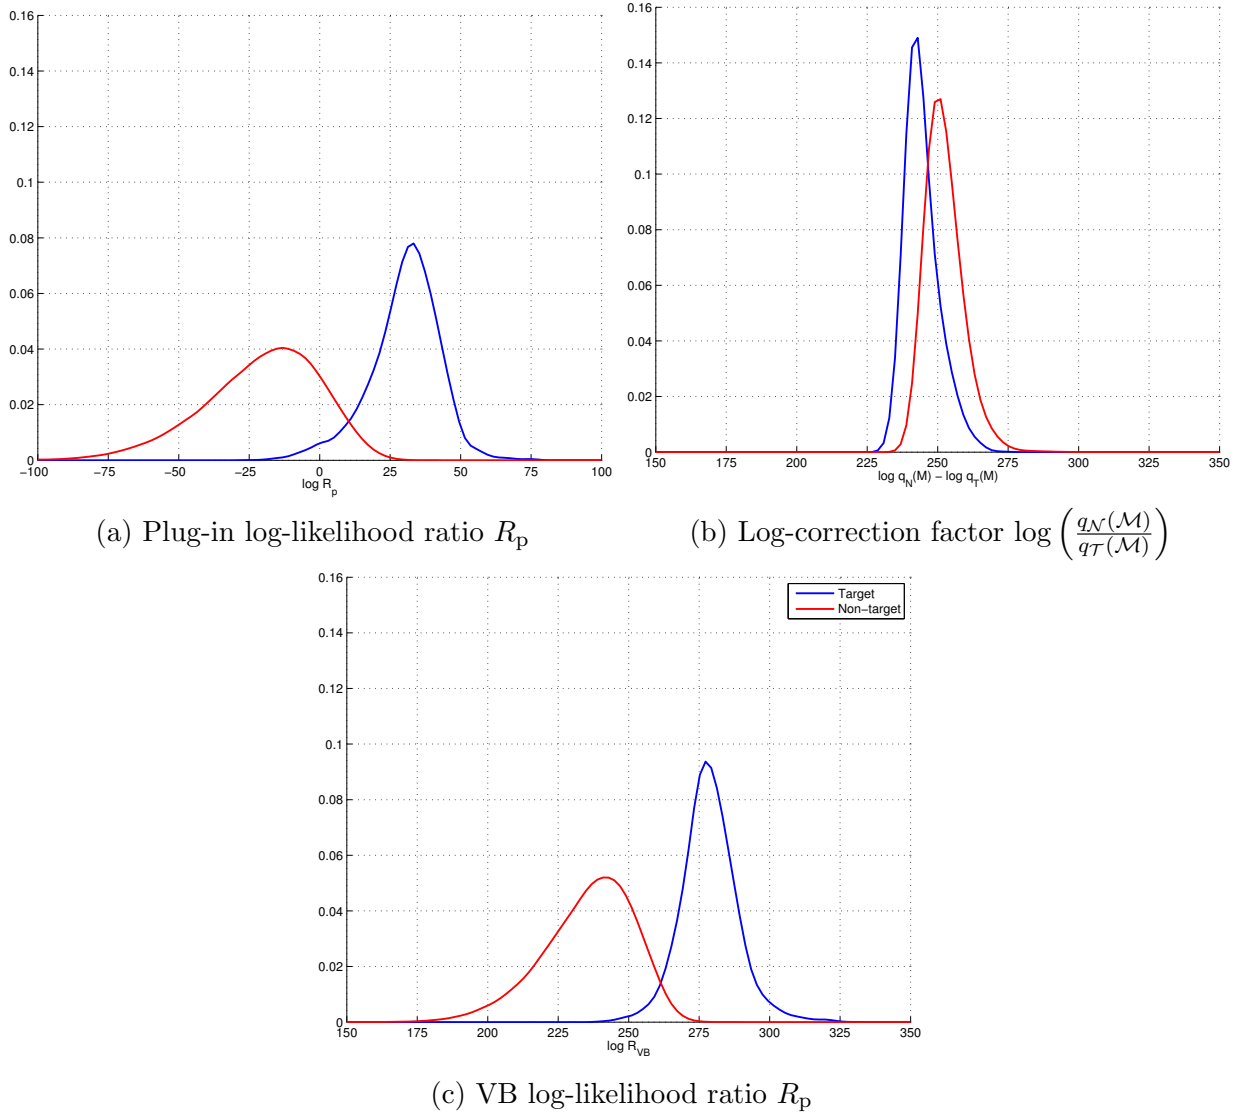 0.16
0.14
0.12
0.1
0.08
0.06
0.04
0.02
0
−100 −75 −50 −25 0 25 50 75 100
log R_p
(a) Plug-in log-likelihood ratio R_p
0.16
0.14
0.12
0.1
0.08
0.06
0.04
0.02
0
150 175 200 225 250 275 300 325 350
log q_N(M) − log q_T(M)
(b) Log-correction factor log (q_𝒩(ℳ) / q_𝒯(ℳ))
0.16
0.14
0.12
0.1
0.08
0.06
0.04
0.02
0
Target
Non−target
150 175 200 225 250 275 300 325 350
log R_VB
(c) VB log-likelihood ratio R_p